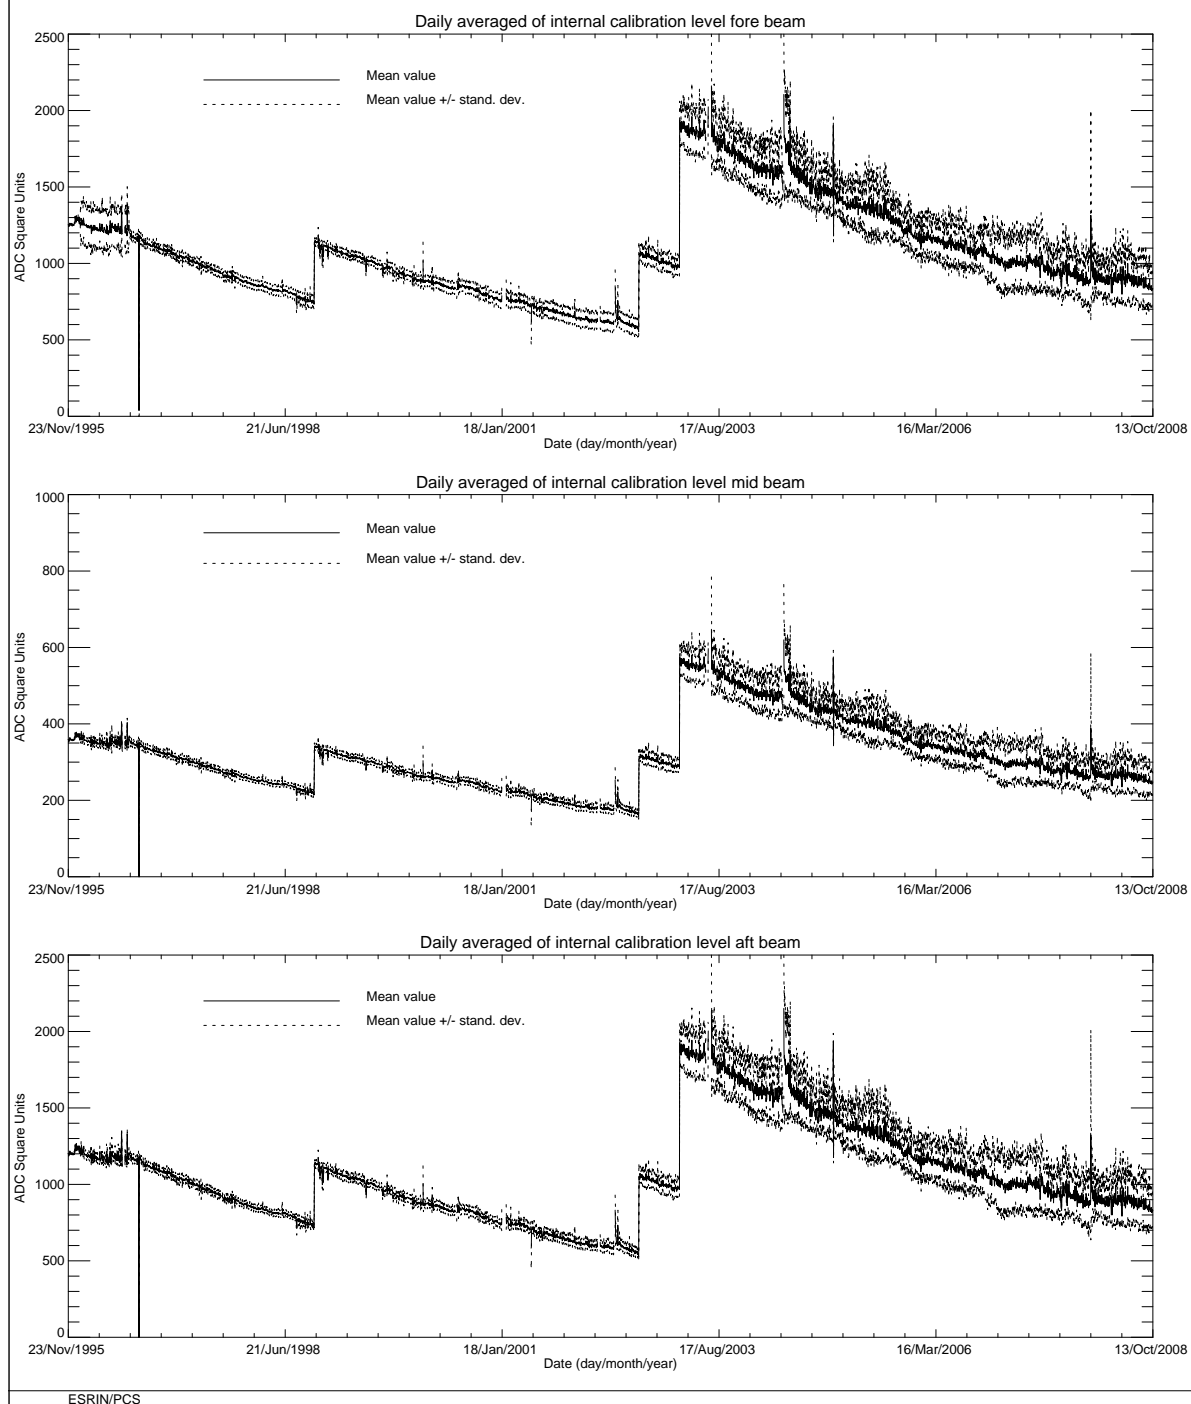 Daily averaged of internal calibration level fore beam
2500
2000
1500
1000
500
0
ADC Square Units
Mean value
Mean value +/- stand. dev.
23/Nov/1995 21/Jun/1998 18/Jan/2001 17/Aug/2003 16/Mar/2006 13/Oct/2008
Date (day/month/year)
Daily averaged of internal calibration level mid beam
1000
800
600
400
200
0
ADC Square Units
Mean value
Mean value +/- stand. dev.
23/Nov/1995 21/Jun/1998 18/Jan/2001 17/Aug/2003 16/Mar/2006 13/Oct/2008
Date (day/month/year)
Daily averaged of internal calibration level aft beam
2500
2000
1500
1000
500
0
ADC Square Units
Mean value
Mean value +/- stand. dev.
23/Nov/1995 21/Jun/1998 18/Jan/2001 17/Aug/2003 16/Mar/2006 13/Oct/2008
Date (day/month/year)
ESRIN/PCS